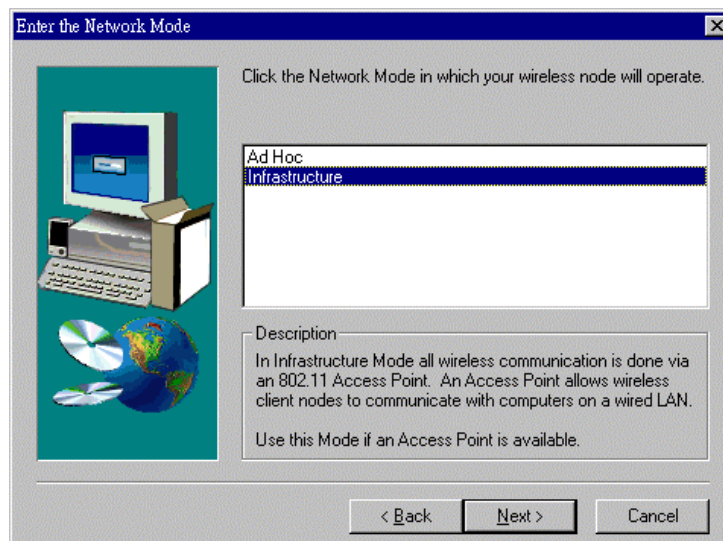 Enter the Network Mode
Click the Network Mode in which your wireless node will operate.
Ad Hoc
Infrastructure
Description
In Infrastructure Mode all wireless communication is done via
an 802.11 Access Point. An Access Point allows wireless
client nodes to communicate with computers on a wired LAN.
Use this Mode if an Access Point is available.
< Back
Next >
Cancel